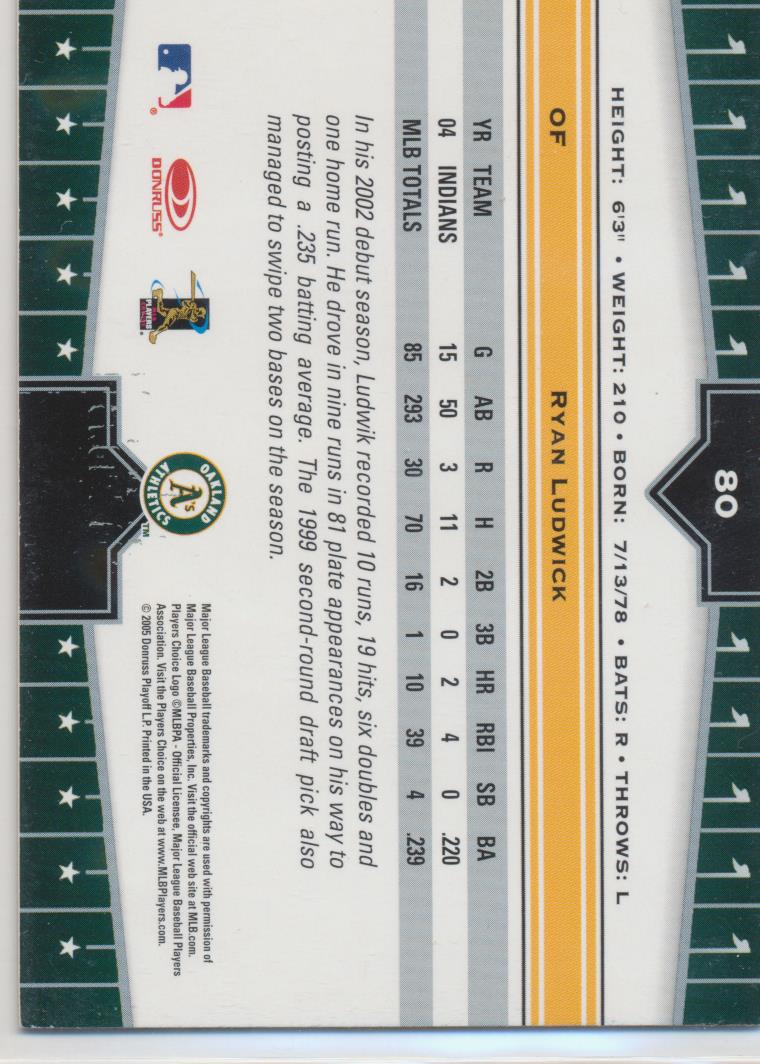 80
HEIGHT: 6'3" • WEIGHT: 210 • BORN: 7/13/78 • BATS: R • THROWS: L
OF RYAN LUDWICK
YR TEAM G AB R H 2B 3B HR RBI SB BA
04 INDIANS 15 50 3 11 2 0 2 4 0 .220
MLB TOTALS 85 293 30 70 16 1 10 39 4 .239
In his 2002 debut season, Ludwik recorded 10 runs, 19 hits, six doubles and
one home run. He drove in nine runs in 81 plate appearances on his way to
posting a .235 batting average. The 1999 second-round draft pick also
managed to swipe two bases on the season.
®
DONRUSS®
PLAYERS
OAKLAND
A's
ATHLETICS
TM
Major League Baseball trademarks and copyrights are used with permission of
Major League Baseball Properties, Inc. Visit the official web site at MLB.com.
Players Choice Logo ©MLBPA - Official Licensee, Major League Baseball Players
Association. Visit the Players Choice on the web at www.MLBPlayers.com.
© 2005 Donruss Playoff L.P. Printed in the USA.